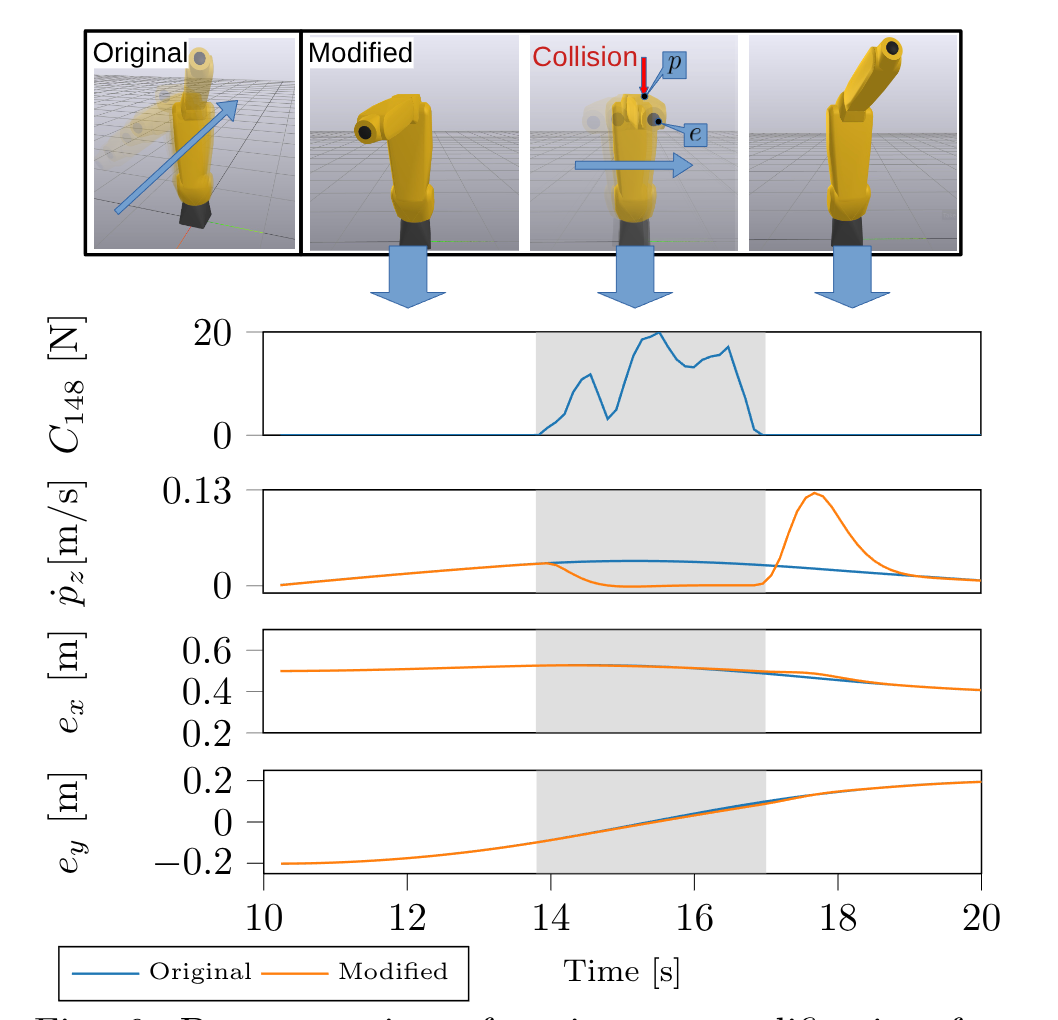 Original
Modified
Collision
p
e
C148 [N]
20
0
ṗz[m/s]
0.13
0
ex [m]
0.6
0.4
0.2
ey [m]
0.2
0
−0.2
10 12 14 16 18 20
Time [s]
Original Modified